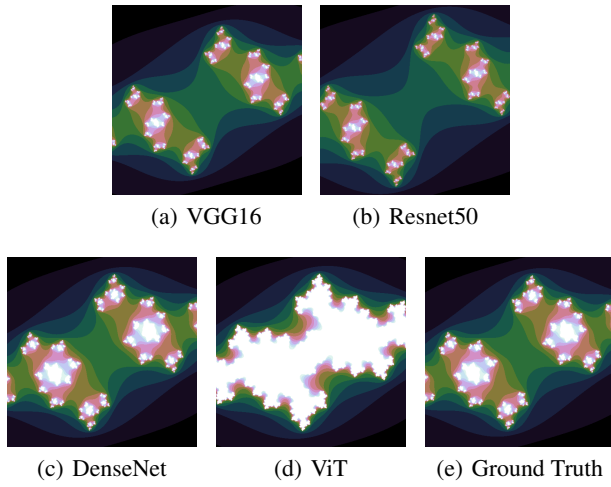 (a) VGG16
(b) Resnet50
(c) DenseNet
(d) ViT
(e) Ground Truth